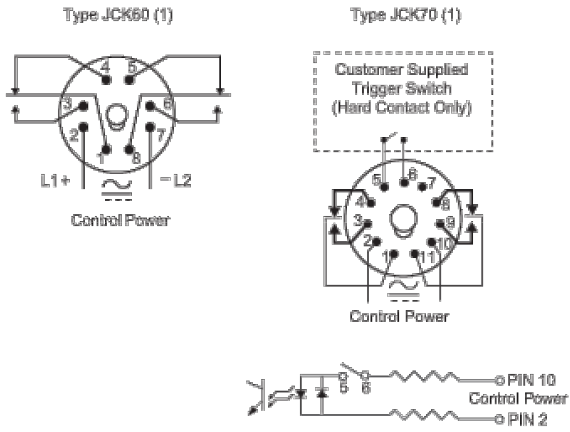 Type JCK60 (1)
Type JCK70 (1)
Customer Supplied
Trigger Switch
(Hard Contact Only)
4 5
3 6
2 7
1 8
L1+ − L2
Control Power
5 6 7
4 8
3 9
2 10
1 11
Control Power
5 6
PIN 10
Control Power
PIN 2